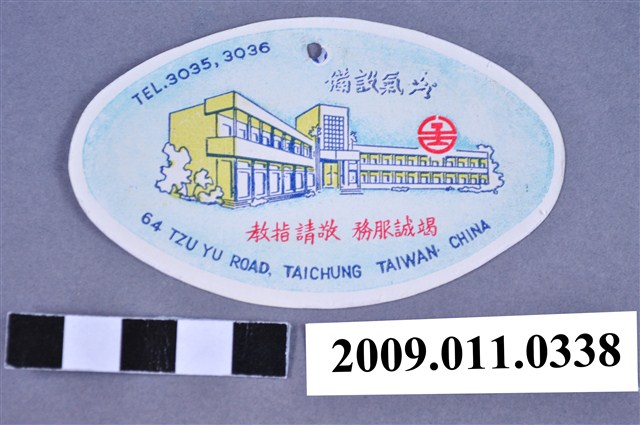 TEL.3035, 3036
冷氣設備
竭誠服務 敬請指教
64 TZU YU ROAD, TAICHUNG TAIWAN. CHINA
2009.011.0338